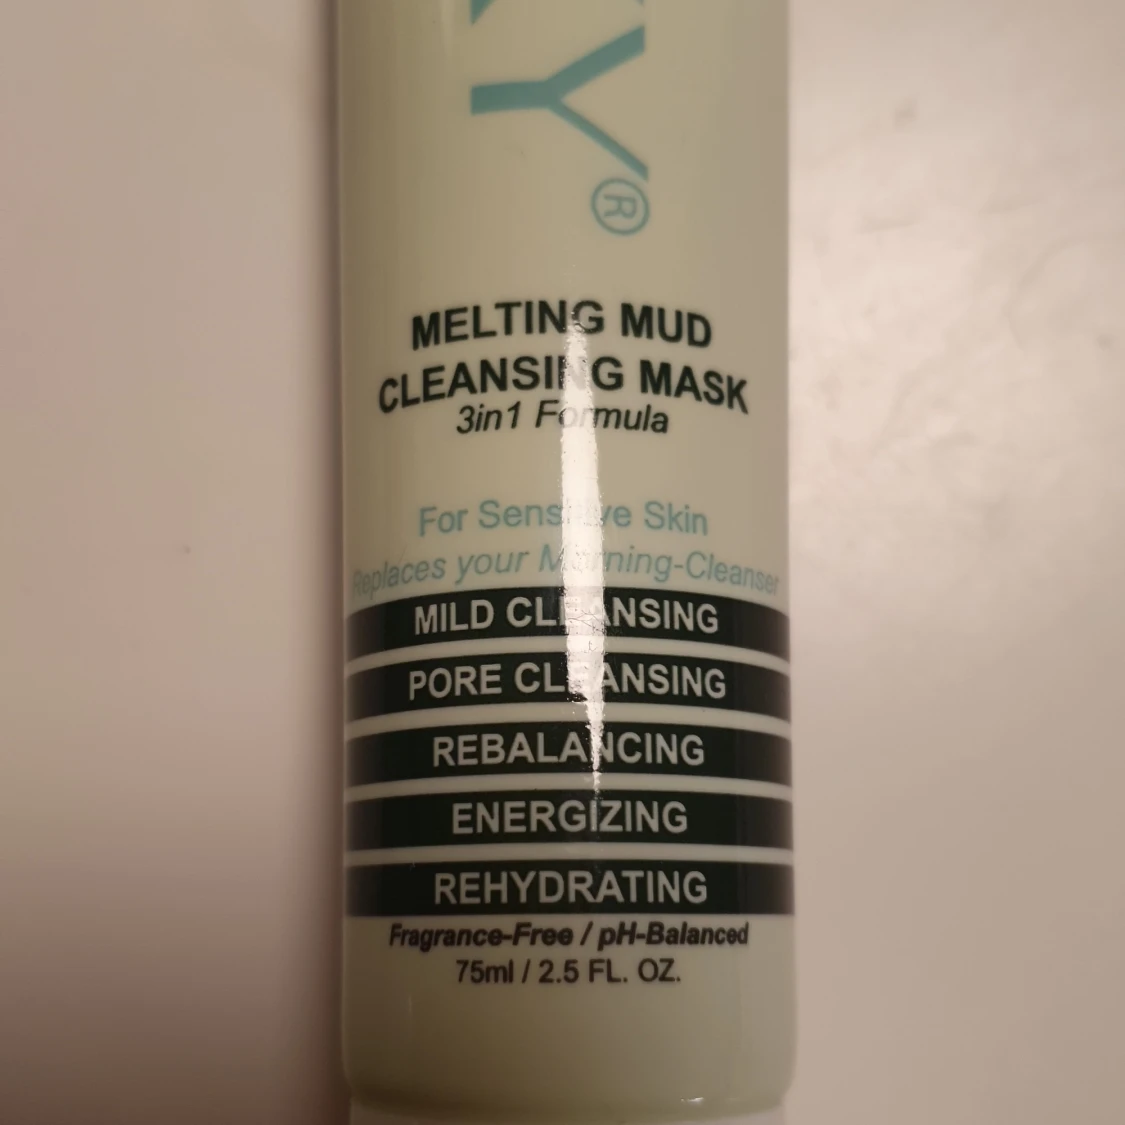 Y®
MELTING MUD
CLEANSING MASK
3in1 Formula
For Sensitive Skin
Replaces your Morning-Cleanser
MILD CLEANSING
PORE CLEANSING
REBALANCING
ENERGIZING
REHYDRATING
Fragrance-Free / pH-Balanced
75ml / 2.5 FL. OZ.